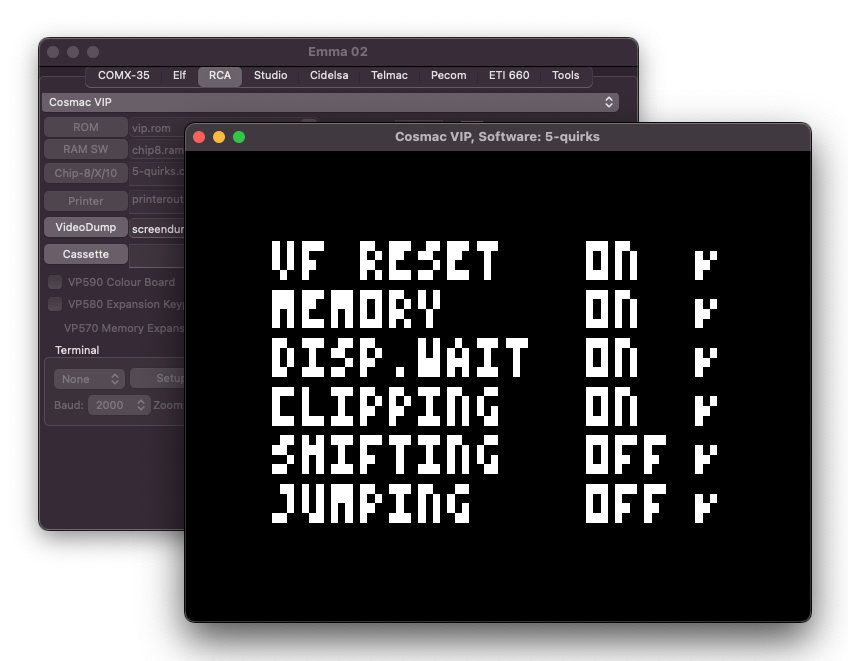 Emma 02
COMX-35 Elf RCA Studio Cidelsa Telmac Pecom ETI 660 Tools
Cosmac VIP
ROM vip.rom
RAM SW chip8.ram
Chip-8/X/10 5-quirks.c
Printer printerout
VideoDump screendum
Cassette
VP590 Colour Board
VP580 Expansion Keyp
VP570 Memory Expans
Terminal
None Setup
Baud: 2000 Zoom
Cosmac VIP, Software: 5-quirks
VF RESET ON
MEMORY ON
DISP.WAIT ON
CLIPPING ON
SHIFTING OFF
JUMPING OFF